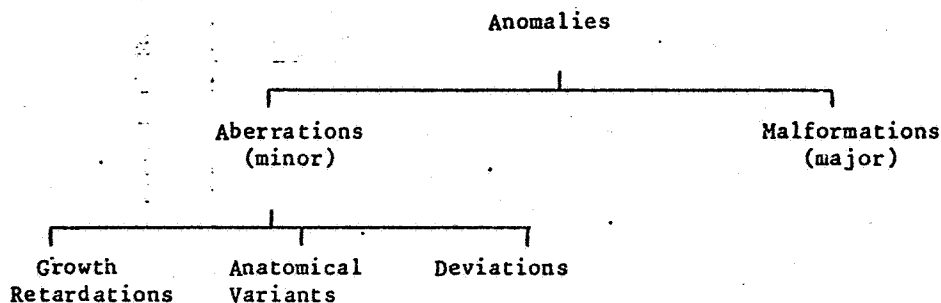 Anomalies
Aberrations Malformations
(minor) (major)
Growth Anatomical Deviations
Retardations Variants